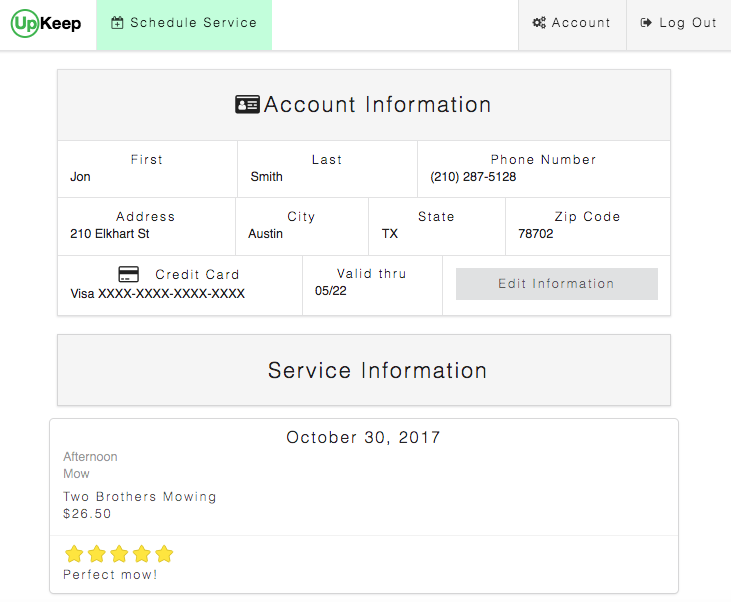 UpKeep
Schedule Service
Account
Log Out
Account Information
First
Jon
Last
Smith
Phone Number
(210) 287-5128
Address
210 Elkhart St
City
Austin
State
TX
Zip Code
78702
Credit Card
Visa XXXX-XXXX-XXXX-XXXX
Valid thru
05/22
Edit Information
Service Information
October 30, 2017
Afternoon
Mow
Two Brothers Mowing
$26.50
Perfect mow!